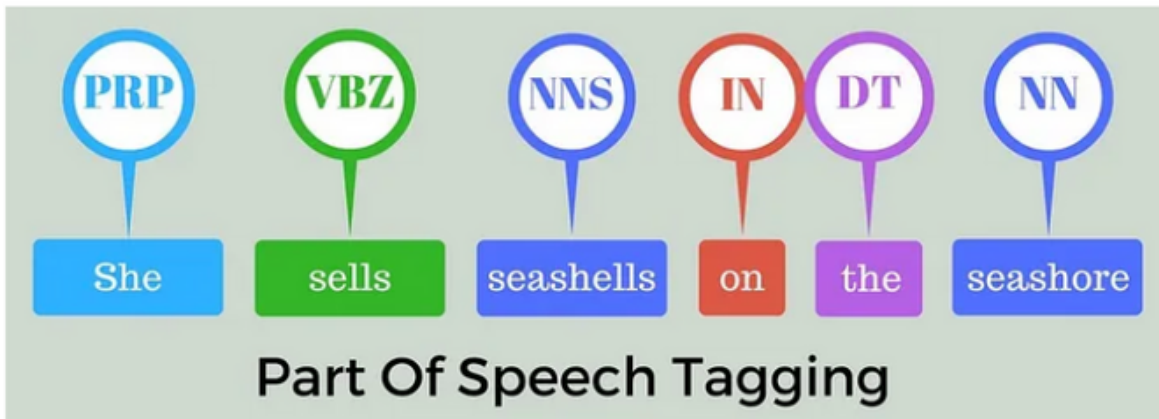 PRP VBZ NNS IN DT NN
She sells seashells on the seashore
Part Of Speech Tagging